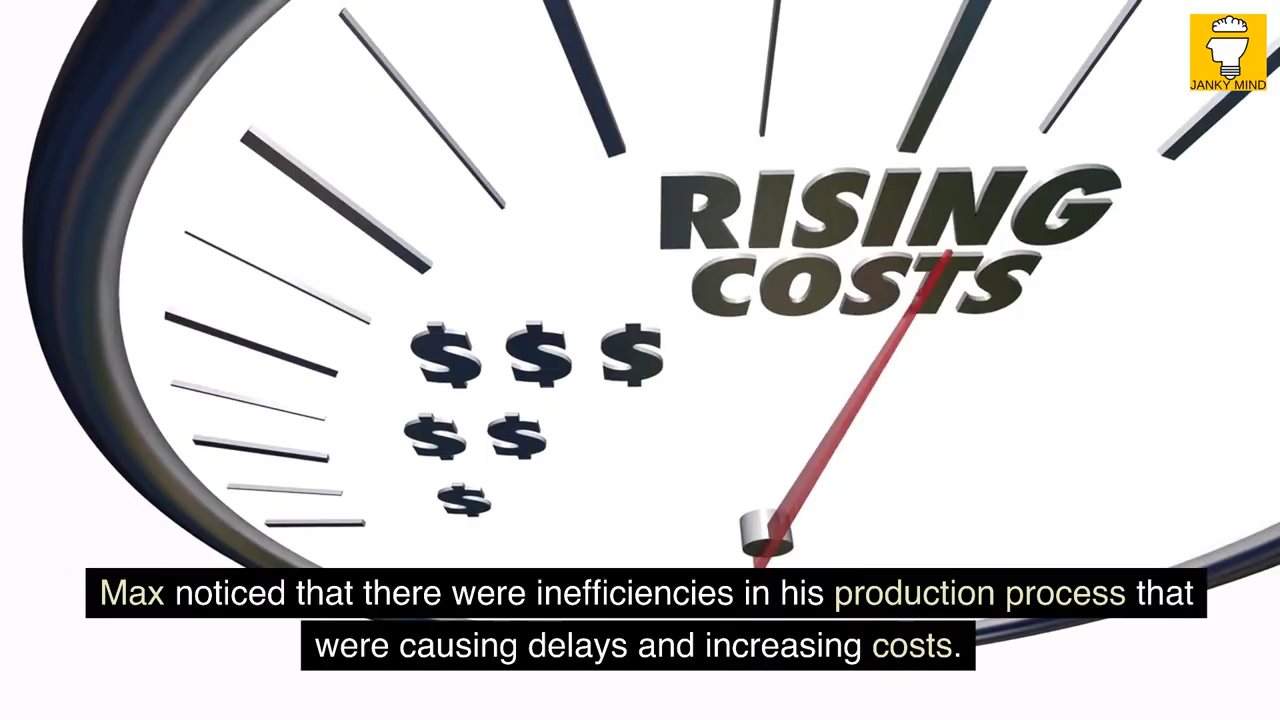 JANKY MIND
RISING
COSTS
$ $ $
$ $
$
Max noticed that there were inefficiencies in his production process that
were causing delays and increasing costs.